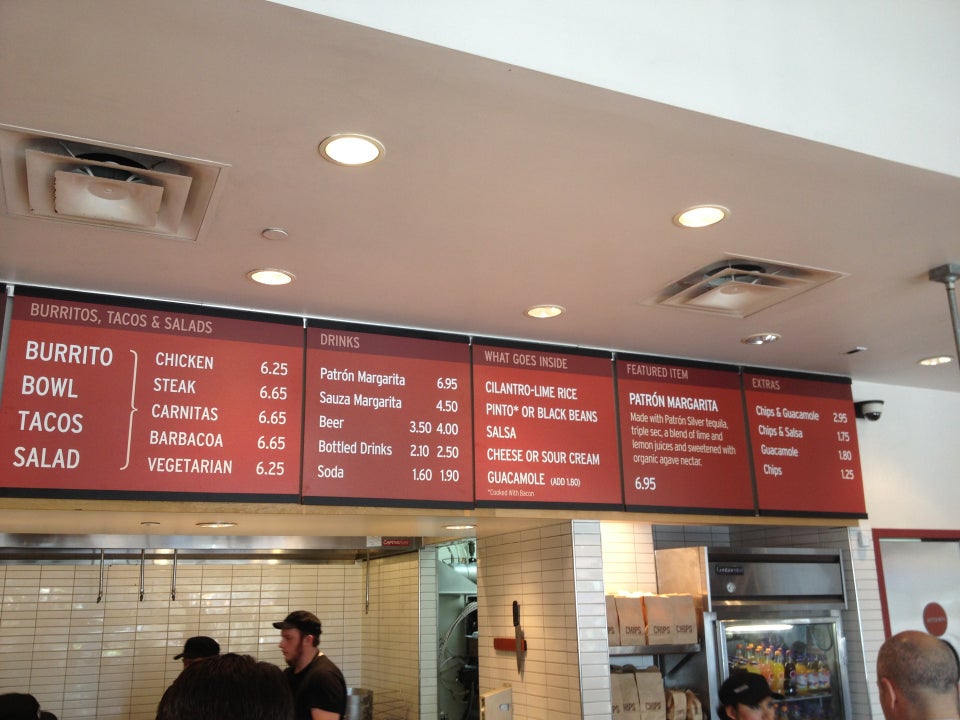 BURRITOS, TACOS & SALADS
BURRITO
BOWL
TACOS
SALAD
CHICKEN 6.25
STEAK 6.65
CARNITAS 6.65
BARBACOA 6.65
VEGETARIAN 6.25
DRINKS
Patrón Margarita 6.95
Sauza Margarita 4.50
Beer 3.50 4.00
Bottled Drinks 2.10 2.50
Soda 1.60 1.90
WHAT GOES INSIDE
CILANTRO-LIME RICE
PINTO* OR BLACK BEANS
SALSA
CHEESE OR SOUR CREAM
GUACAMOLE (ADD 1.80)
*Cooked With Bacon
FEATURED ITEM
PATRÓN MARGARITA
Made with Patrón Silver tequila,
triple sec, a blend of lime and
lemon juices and sweetened with
organic agave nectar.
6.95
EXTRAS
Chips & Guacamole 2.95
Chips & Salsa 1.75
Guacamole 1.80
Chips 1.25
Continental
CHIPS
CHIPS
CHIPS